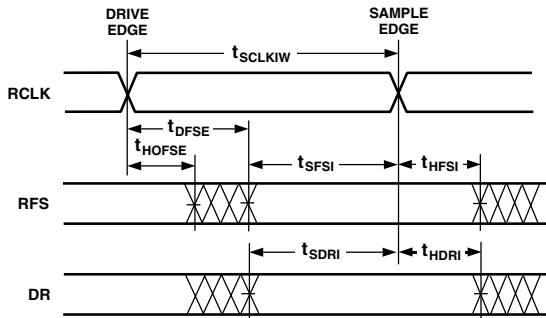 DRIVE EDGE
SAMPLE EDGE
tSCLKIW
RCLK
tDFSE
tHOFSE
tSFSI
tHFSI
RFS
tSDRI
tHDRI
DR